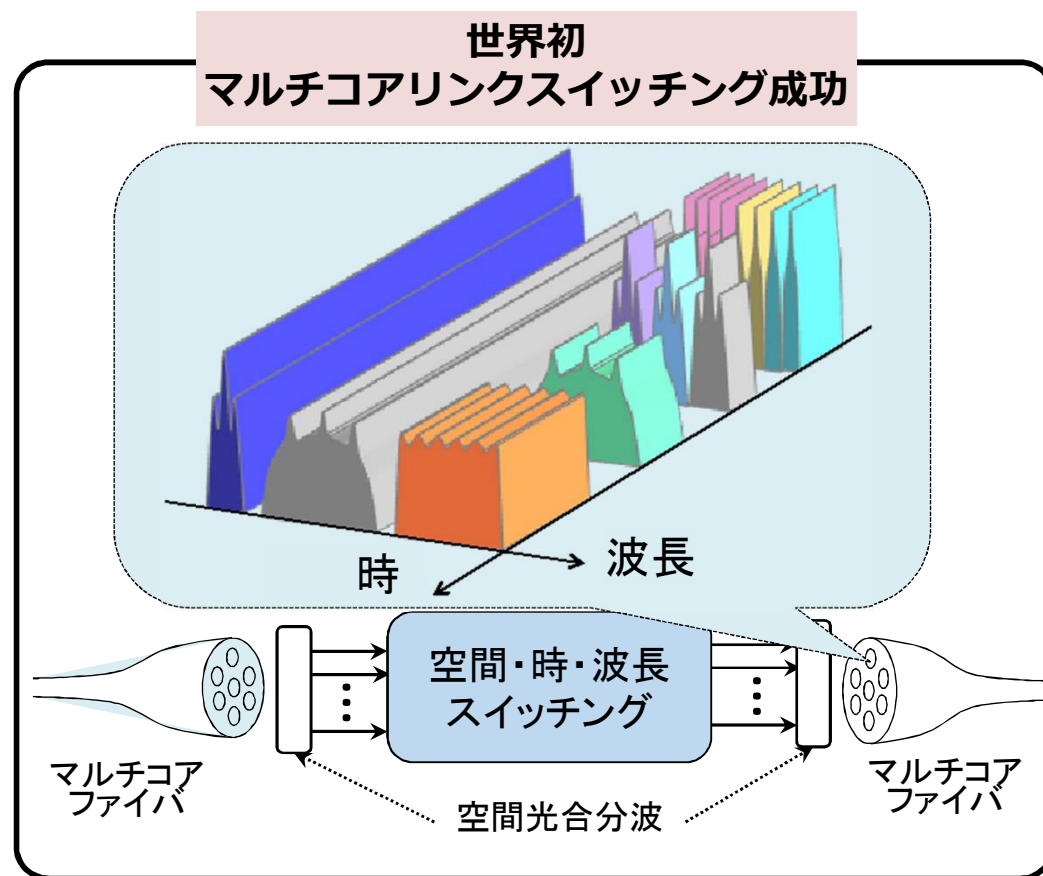 世界初
マルチコアリンクスイッチング成功
時
波長
空間・時・波長
スイッチング
マルチコア
ファイバ
空間光合分波
マルチコア
ファイバ